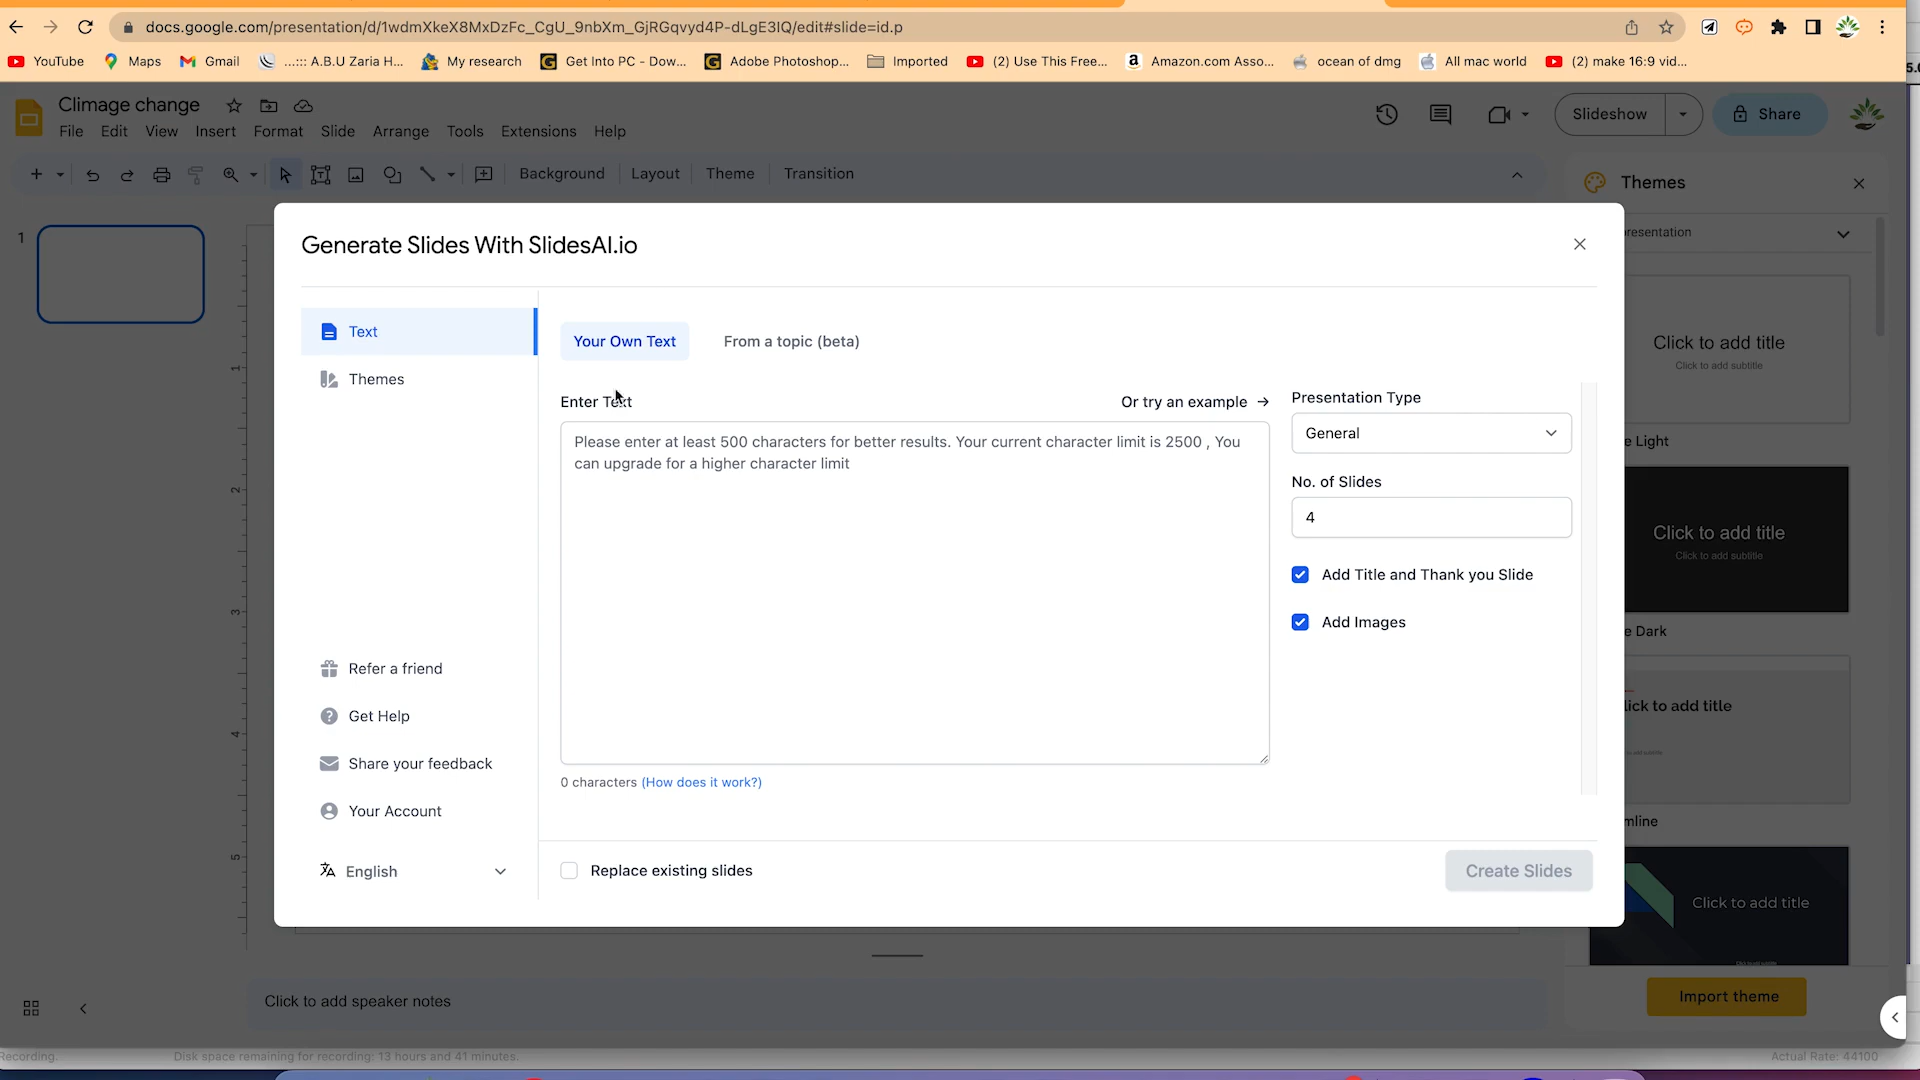 docs.google.com/presentation/d/1wdmXkeX8MxDzFc_CgU_9nbXm_GjRGqvyd4P-dLgE3IQ/edit#slide=id.p
YouTube Maps Gmail ...::: A.B.U Zaria H... My research Get Into PC - Dow... Adobe Photoshop... Imported (2) Use This Free... Amazon.com Asso... ocean of dmg All mac world (2) make 16:9 vid...
Climage change
File Edit View Insert Format Slide Arrange Tools Extensions Help
Slideshow Share
Background Layout Theme Transition
Themes
Generate Slides With SlidesAI.io
resentation
1
Text
Themes
Your Own Text From a topic (beta)
Enter Text Or try an example →
Please enter at least 500 characters for better results. Your current character limit is 2500 , You
can upgrade for a higher character limit
0 characters (How does it work?)
Presentation Type
General
No. of Slides
4
Add Title and Thank you Slide
Add Images
Refer a friend
Get Help
Share your feedback
Your Account
English
Replace existing slides
Create Slides
1
2
3
4
5
Click to add title
Click to add subtitle
e Light
Click to add title
Click to add subtitle
e Dark
lick to add title
mline
Click to add title
Import theme
Click to add speaker notes
Recording. Disk space remaining for recording: 13 hours and 41 minutes. Actual Rate: 44100